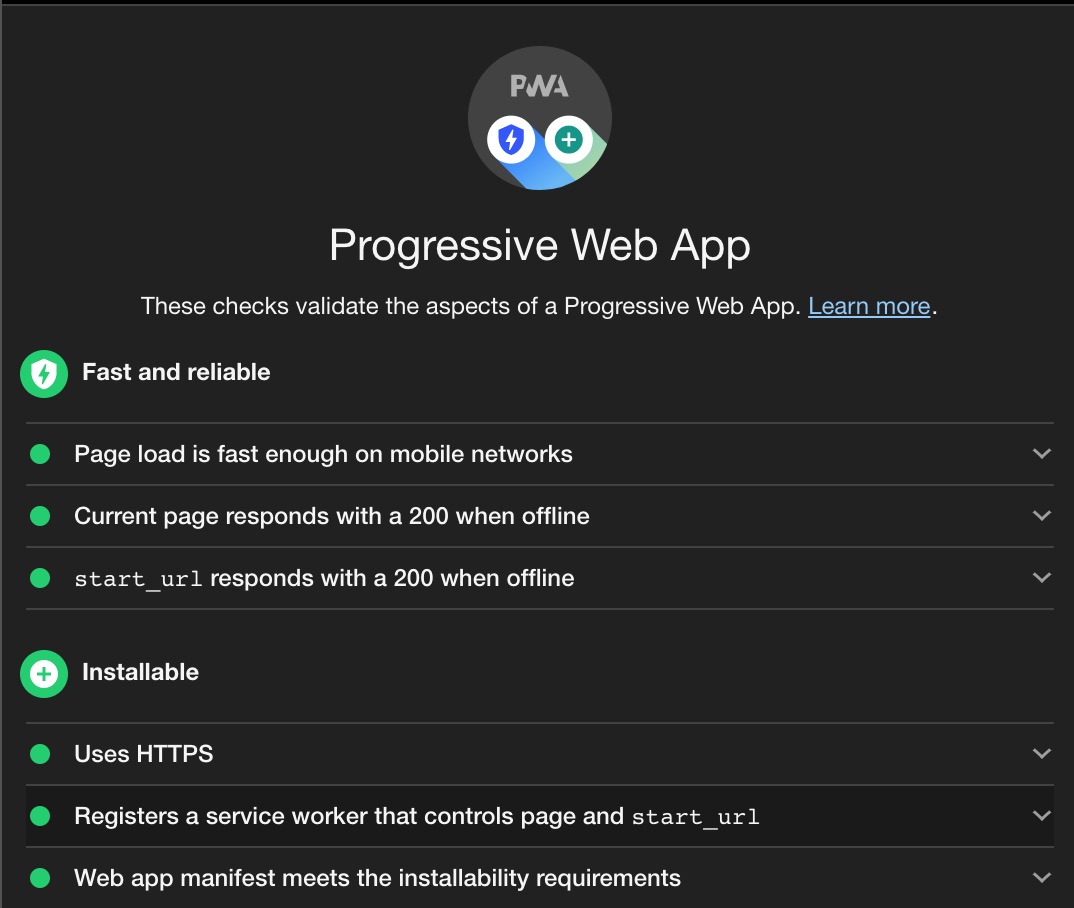 PWA
Progressive Web App
These checks validate the aspects of a Progressive Web App. Learn more.
Fast and reliable
Page load is fast enough on mobile networks
Current page responds with a 200 when offline
start_url responds with a 200 when offline
Installable
Uses HTTPS
Registers a service worker that controls page and start_url
Web app manifest meets the installability requirements